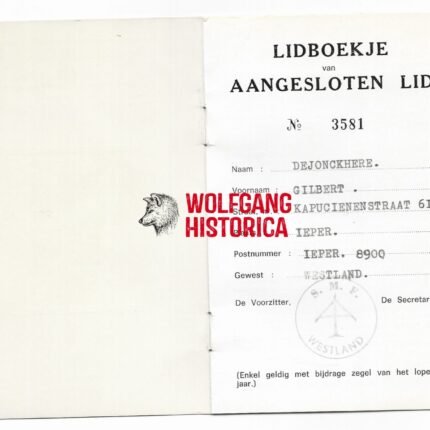 LIDBOEKJE
van
AANGESLOTEN LID
№ 3581
Naam : DEJONCKHERE.
Voornaam : GILBERT .
KAPUCIENENSTRAAT 61
IEPER.
Postnummer : IEPER. 8900
Gewest : WESTLAND.
De Voorzitter, De Secretar
S. M. F.
WESTLAND
(Enkel geldig met bijdrage zegel van het lope
jaar.)
WOLFGANG
HISTORICA